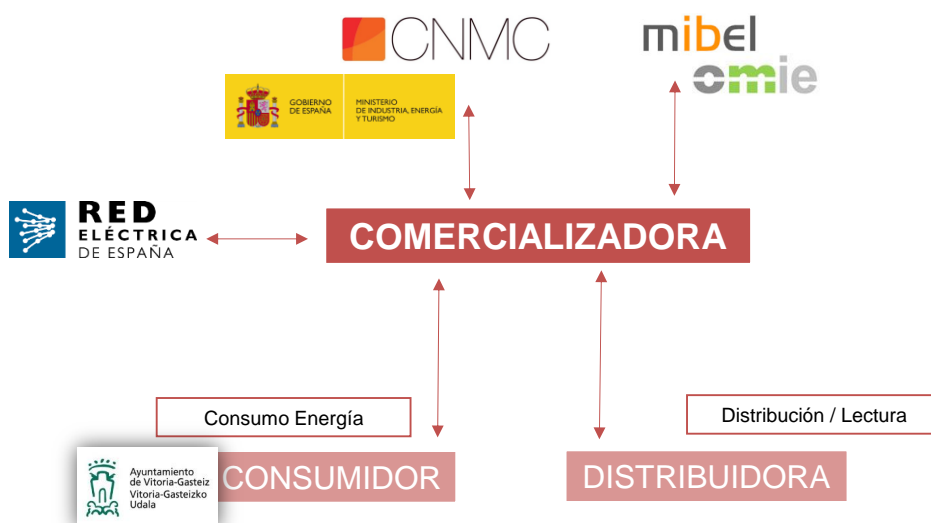 CNMC
mibel
omie
GOBIERNO
DE ESPAÑA
MINISTERIO
DE INDUSTRIA, ENERGÍA
Y TURISMO
RED
ELÉCTRICA
DE ESPAÑA
COMERCIALIZADORA
Consumo Energía
Distribución / Lectura
Ayuntamiento
de Vitoria-Gasteiz
Vitoria-Gasteizko
Udala
CONSUMIDOR
DISTRIBUIDORA